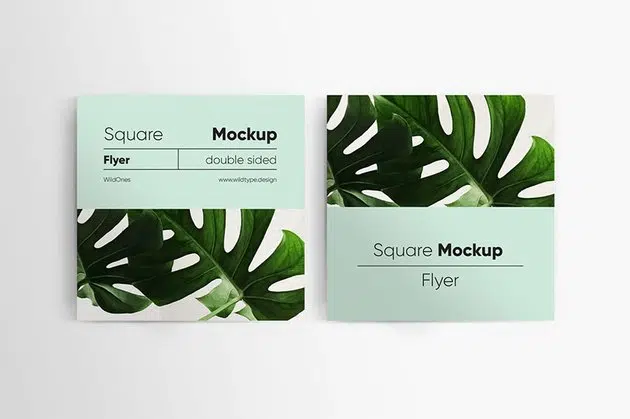 Square Mockup
Flyer double sided
WildOnes www.wildtype.design
Square Mockup
Flyer